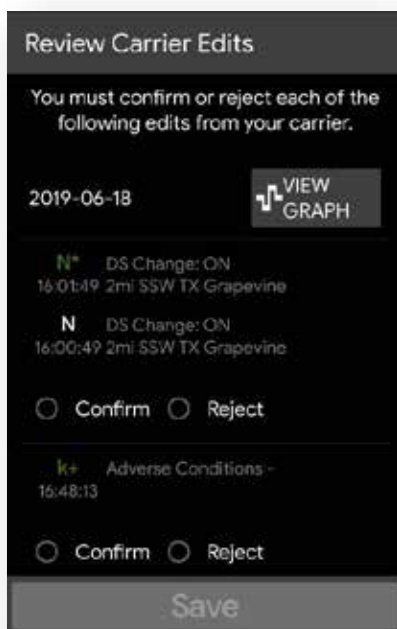 Review Carrier Edits
You must confirm or reject each of the
following edits from your carrier.
2019-06-18
VIEW
GRAPH
N* DS Change: ON
16:01:49 2mi SSW TX Grapevine
N DS Change: ON
16:00:49 2mi SSW TX Grapevine
Confirm Reject
k+ Adverse Conditions -
16:48:13
Confirm Reject
Save